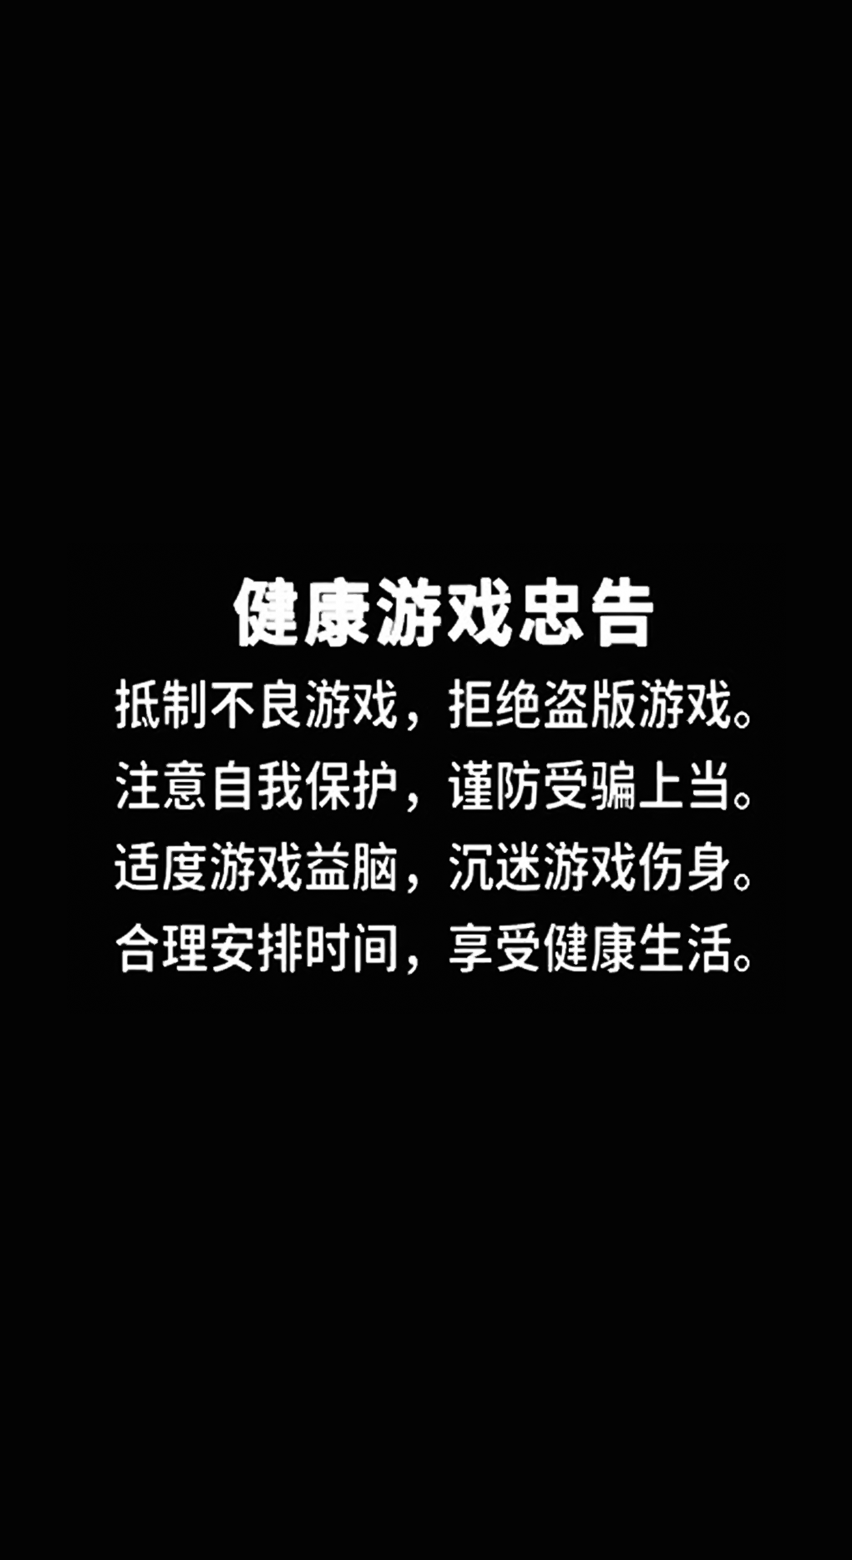 健康游戏忠告
抵制不良游戏，拒绝盗版游戏。
注意自我保护，谨防受骗上当。
适度游戏益脑，沉迷游戏伤身。
合理安排时间，享受健康生活。